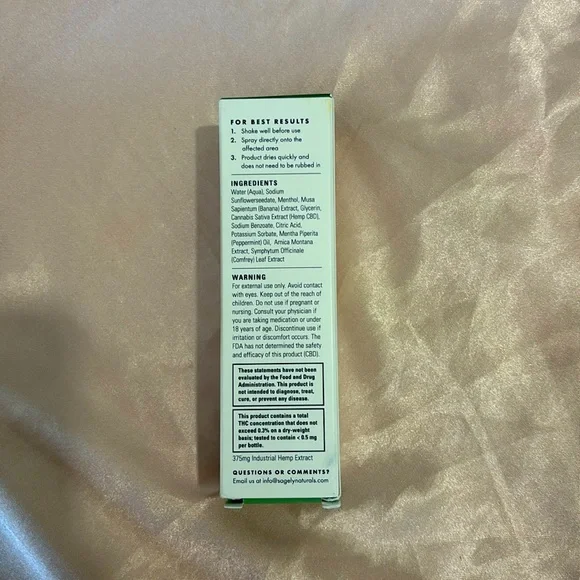 FOR BEST RESULTS
1. Shake well before use
2. Spray directly onto the
affected area
3. Product dries quickly and
does not need to be rubbed in
INGREDIENTS
Water (Aqua), Sodium
Sunflowerseedate, Menthol, Musa
Sapientum (Banana) Extract, Glycerin,
Cannabis Sativa Extract (Hemp CBD),
Sodium Benzoate, Citric Acid,
Potassium Sorbate, Mentha Piperita
(Peppermint) Oil, Arnica Montana
Extract, Symphytum Officinale
(Comfrey) Leaf Extract
WARNING
For external use only. Avoid contact
with eyes. Keep out of the reach of
children. Do not use if pregnant or
nursing. Consult your physician if
you are taking medication or under
18 years of age. Discontinue use if
irritation or discomfort occurs. The
FDA has not determined the safety
and efficacy of this product (CBD).
These statements have not been
evaluated by the Food and Drug
Administration. This product is
not intended to diagnose, treat,
cure, or prevent any disease.
This product contains a total
THC concentration that does not
exceed 0.3% on a dry-weight
basis; tested to contain < 0.5 mg
per bottle.
375mg Industrial Hemp Extract
QUESTIONS OR COMMENTS?
Email us at info@sagelynaturals.com